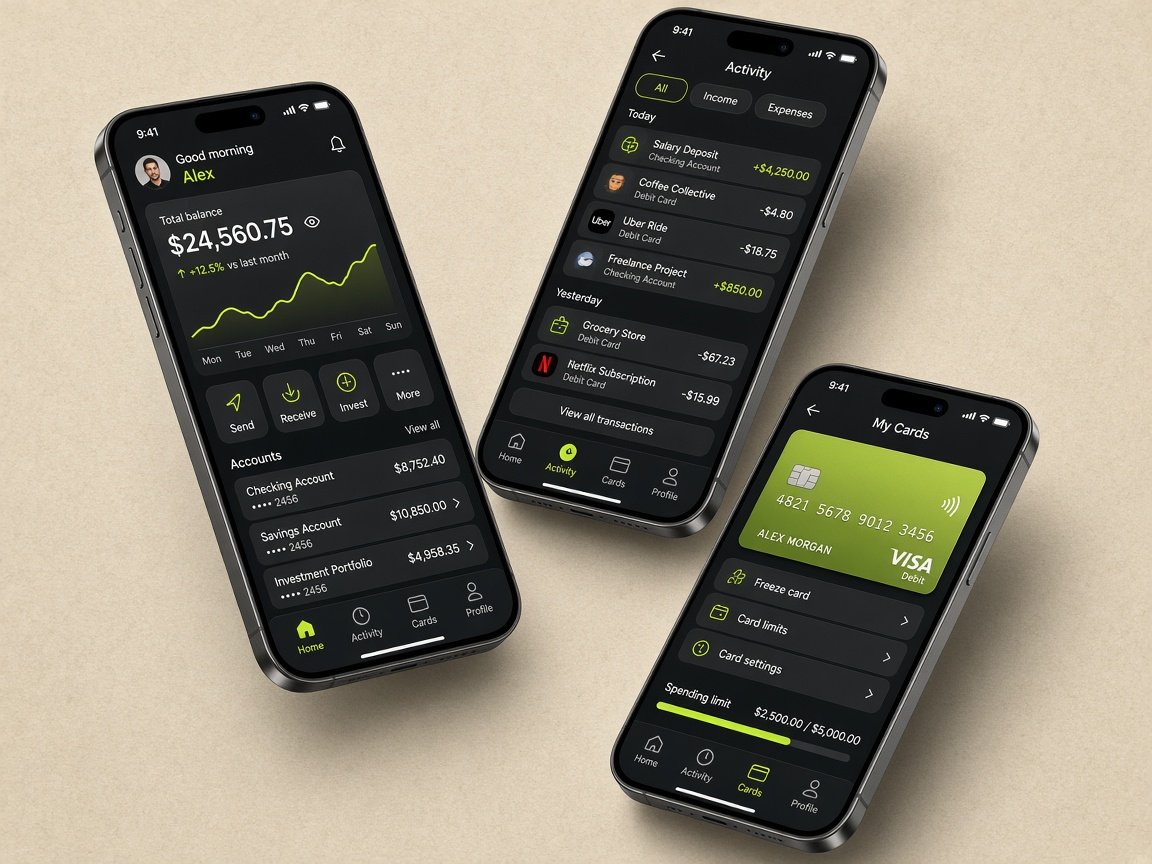 9:41
Good morning
Alex
Total balance
$24,560.75
↑ +12.5% vs last month
Mon Tue Wed Thu Fri Sat Sun
Send Receive Invest More
Accounts View all
Checking Account $8,752.40
•••• 2456
Savings Account $10,850.00
•••• 2456
Investment Portfolio $4,958.35
•••• 2456
Home Activity Cards Profile
9:41
Activity
All Income Expenses
Today
Salary Deposit +$4,250.00
Checking Account
Coffee Collective -$4.80
Debit Card
Uber
Uber Ride -$18.75
Debit Card
Freelance Project +$850.00
Checking Account
Yesterday
Grocery Store -$67.23
Debit Card
N
Netflix Subscription -$15.99
Debit Card
View all transactions
Home Activity Cards Profile
9:41
My Cards
4821 5678 9012 3456
ALEX MORGAN
VISA
Debit
Freeze card
Card limits
Card settings
Spending limit $2,500.00 / $5,000.00
Home Activity Cards Profile